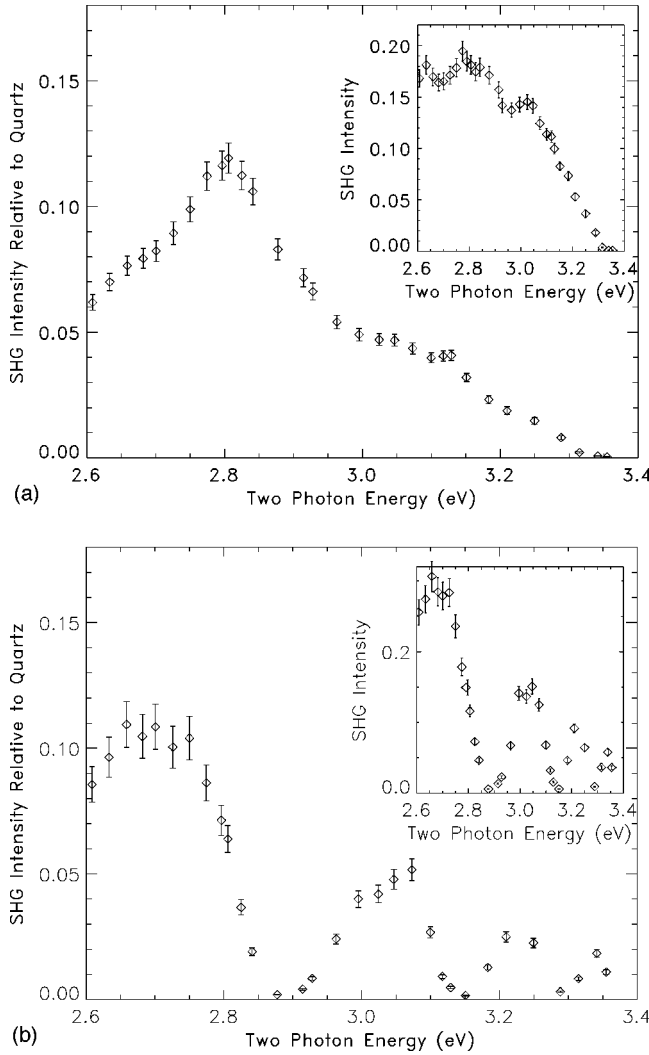 0.15
0.10
0.05
0.00
SHG Intensity Relative to Quartz
2.6 2.8 3.0 3.2 3.4
Two Photon Energy (eV)
(a)
0.20
0.15
0.10
0.05
0.00
SHG Intensity
2.6 2.8 3.0 3.2 3.4
Two Photon Energy (eV)
0.15
0.10
0.05
0.00
SHG Intensity Relative to Quartz
2.6 2.8 3.0 3.2 3.4
Two Photon Energy (eV)
(b)
0.2
0.0
SHG Intensity
2.6 2.8 3.0 3.2 3.4
Two Photon Energy (eV)